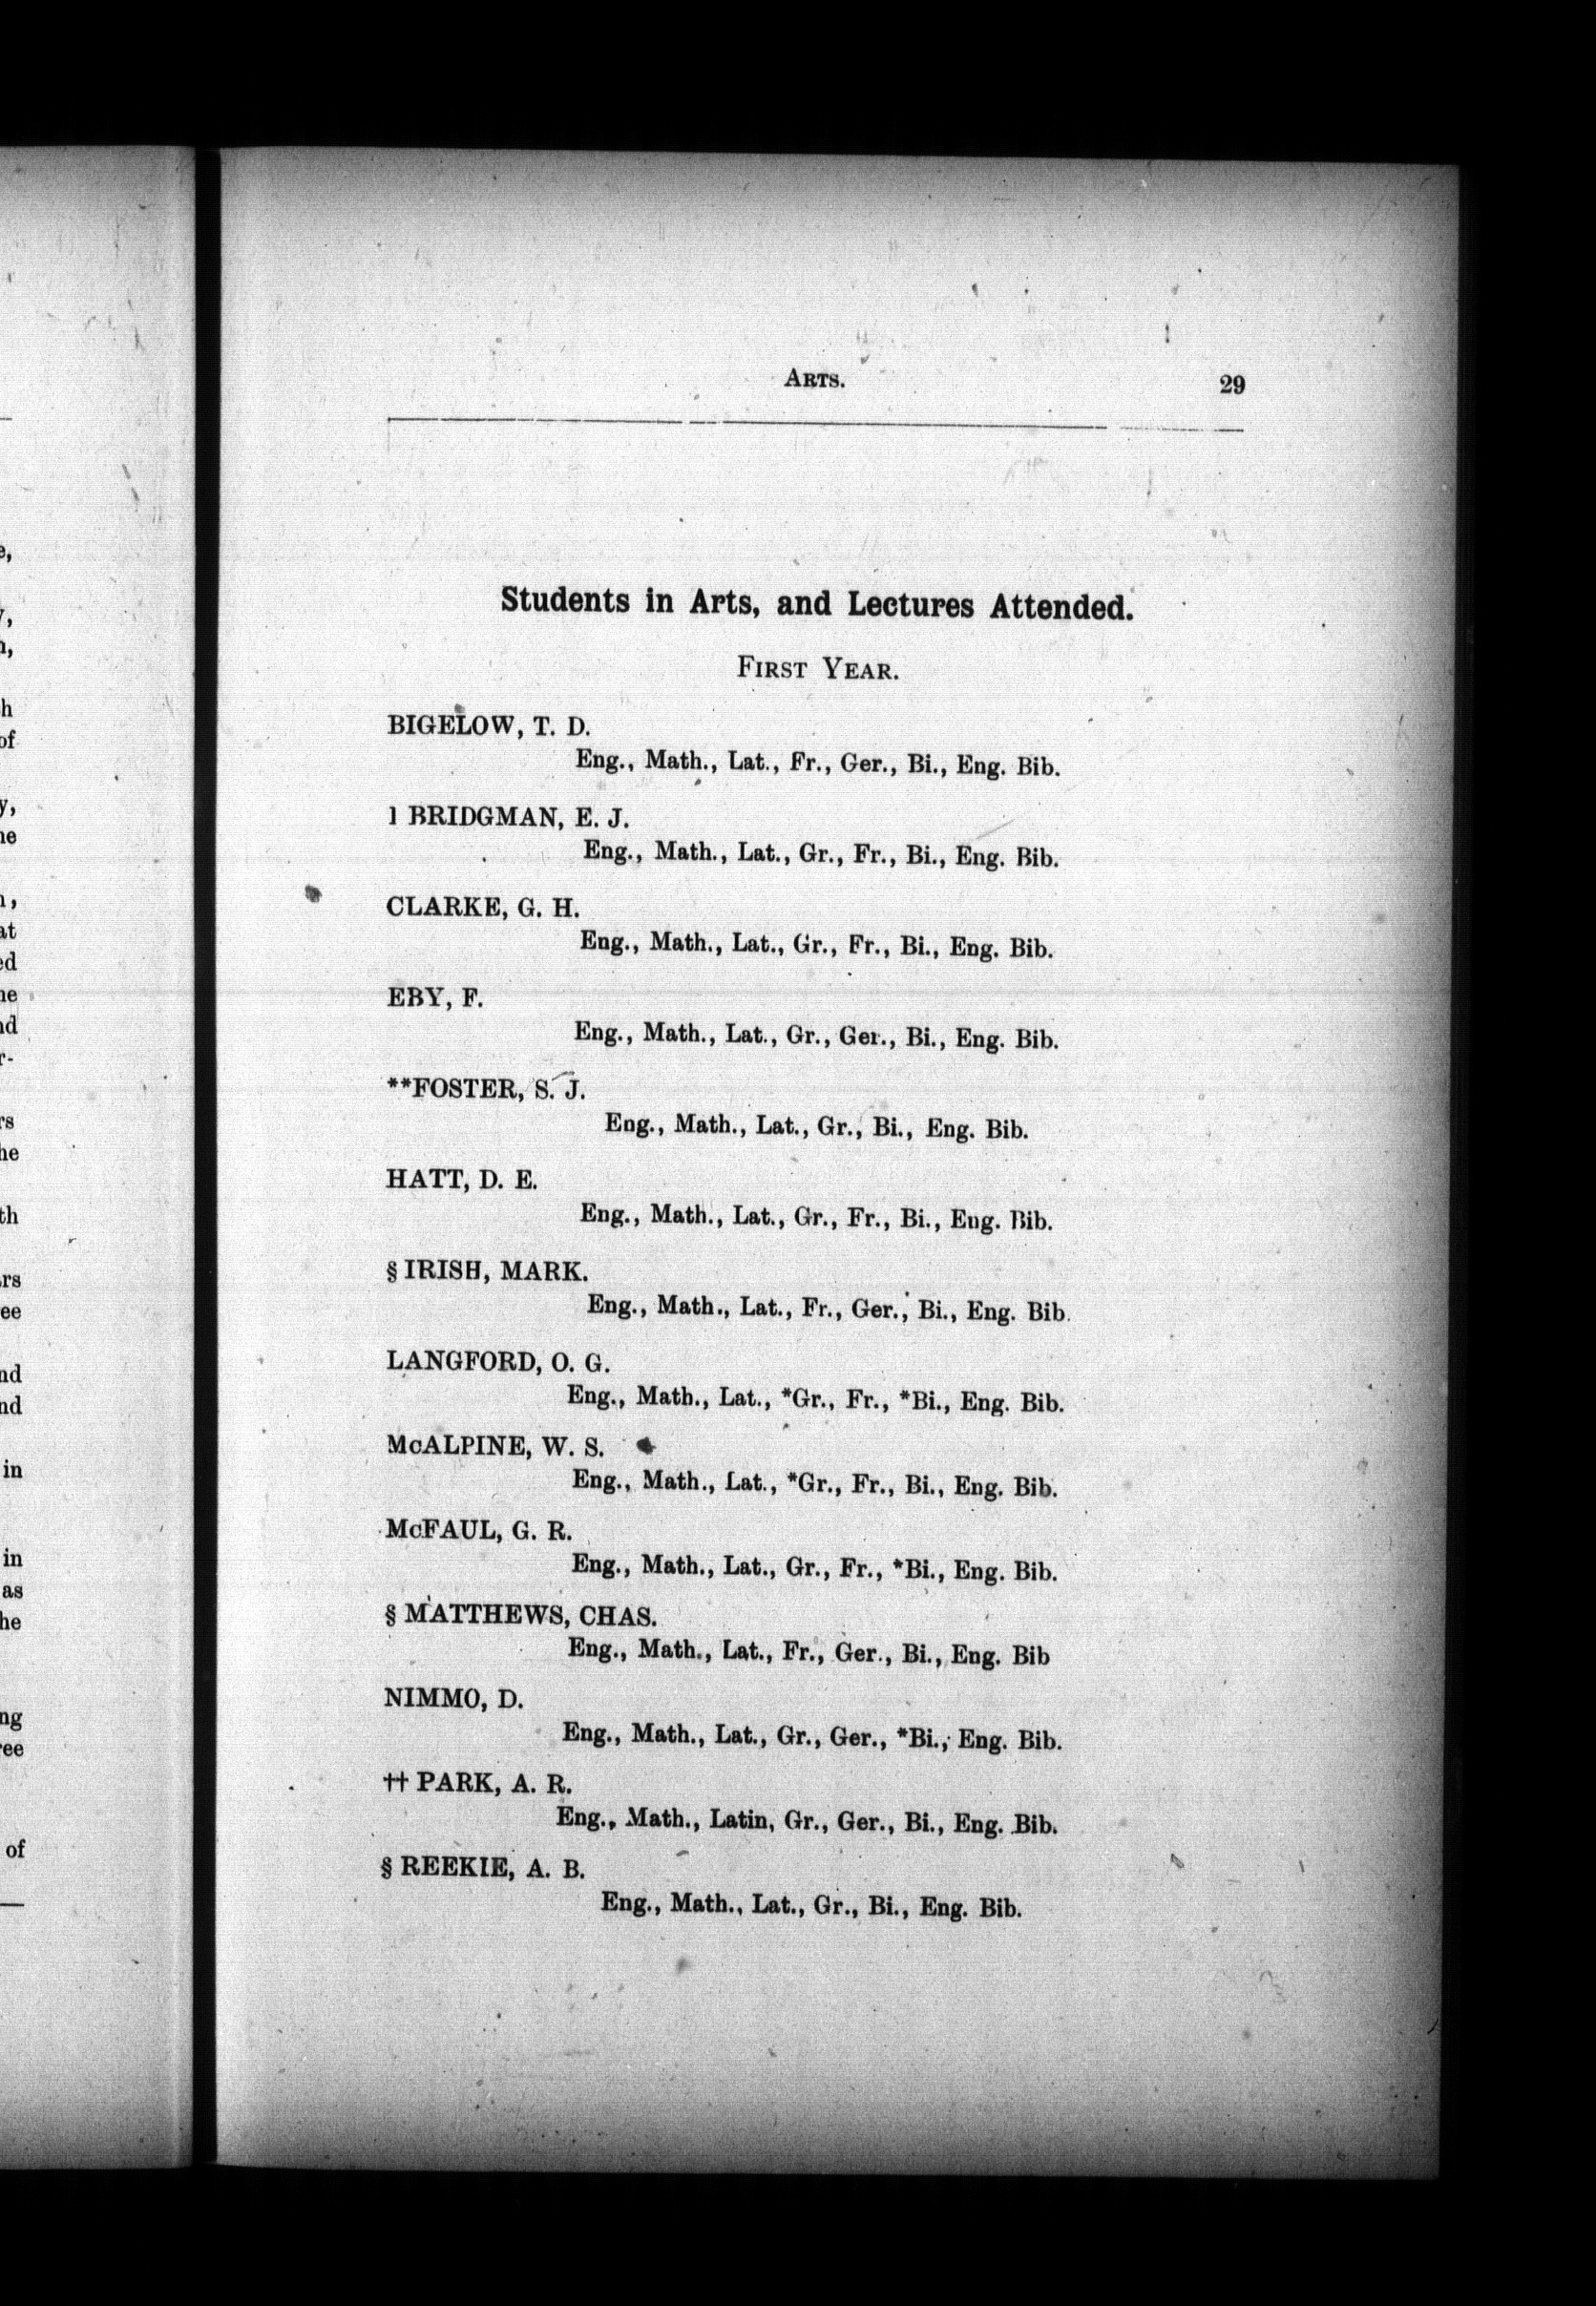 ARTS. 29
Students in Arts, and Lectures Attended.
FIRST YEAR.
BIGELOW, T. D.
Eng., Math., Lat., Fr., Ger., Bi., Eng. Bib.
1 BRIDGMAN, E. J.
Eng., Math., Lat., Gr., Fr., Bi., Eng. Bib.
CLARKE, G. H.
Eng., Math., Lat., Gr., Fr., Bi., Eng. Bib.
EBY, F.
Eng., Math., Lat., Gr., Ger., Bi., Eng. Bib.
**FOSTER, S. J.
Eng., Math., Lat., Gr., Bi., Eng. Bib.
HATT, D. E.
Eng., Math., Lat., Gr., Fr., Bi., Eng. Bib.
§ IRISH, MARK.
Eng., Math., Lat., Fr., Ger., Bi., Eng. Bib.
LANGFORD, O. G.
Eng., Math., Lat., *Gr., Fr., *Bi., Eng. Bib.
McALPINE, W. S.
Eng., Math., Lat., *Gr., Fr., Bi., Eng. Bib.
McFAUL, G. R.
Eng., Math., Lat., Gr., Fr., *Bi., Eng. Bib.
§ MATTHEWS, CHAS.
Eng., Math., Lat., Fr., Ger., Bi., Eng. Bib
NIMMO, D.
Eng., Math., Lat., Gr., Ger., *Bi., Eng. Bib.
†† PARK, A. R.
Eng., Math., Latin, Gr., Ger., Bi., Eng. Bib.
§ REEKIE, A. B.
Eng., Math., Lat., Gr., Bi., Eng. Bib.